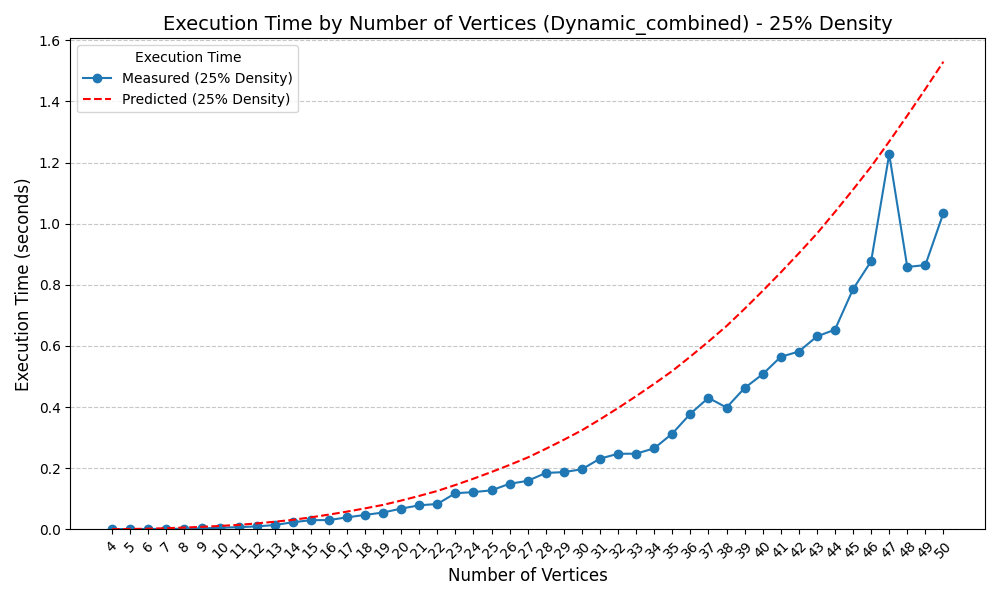 Execution Time by Number of Vertices (Dynamic_combined) - 25% Density
Execution Time
Measured (25% Density)
Predicted (25% Density)
Execution Time (seconds)
1.6
1.4
1.2
1.0
0.8
0.6
0.4
0.2
0.0
4 5 6 7 8 9 10 11 12 13 14 15 16 17 18 19 20 21 22 23 24 25 26 27 28 29 30 31 32 33 34 35 36 37 38 39 40 41 42 43 44 45 46 47 48 49 50
Number of Vertices